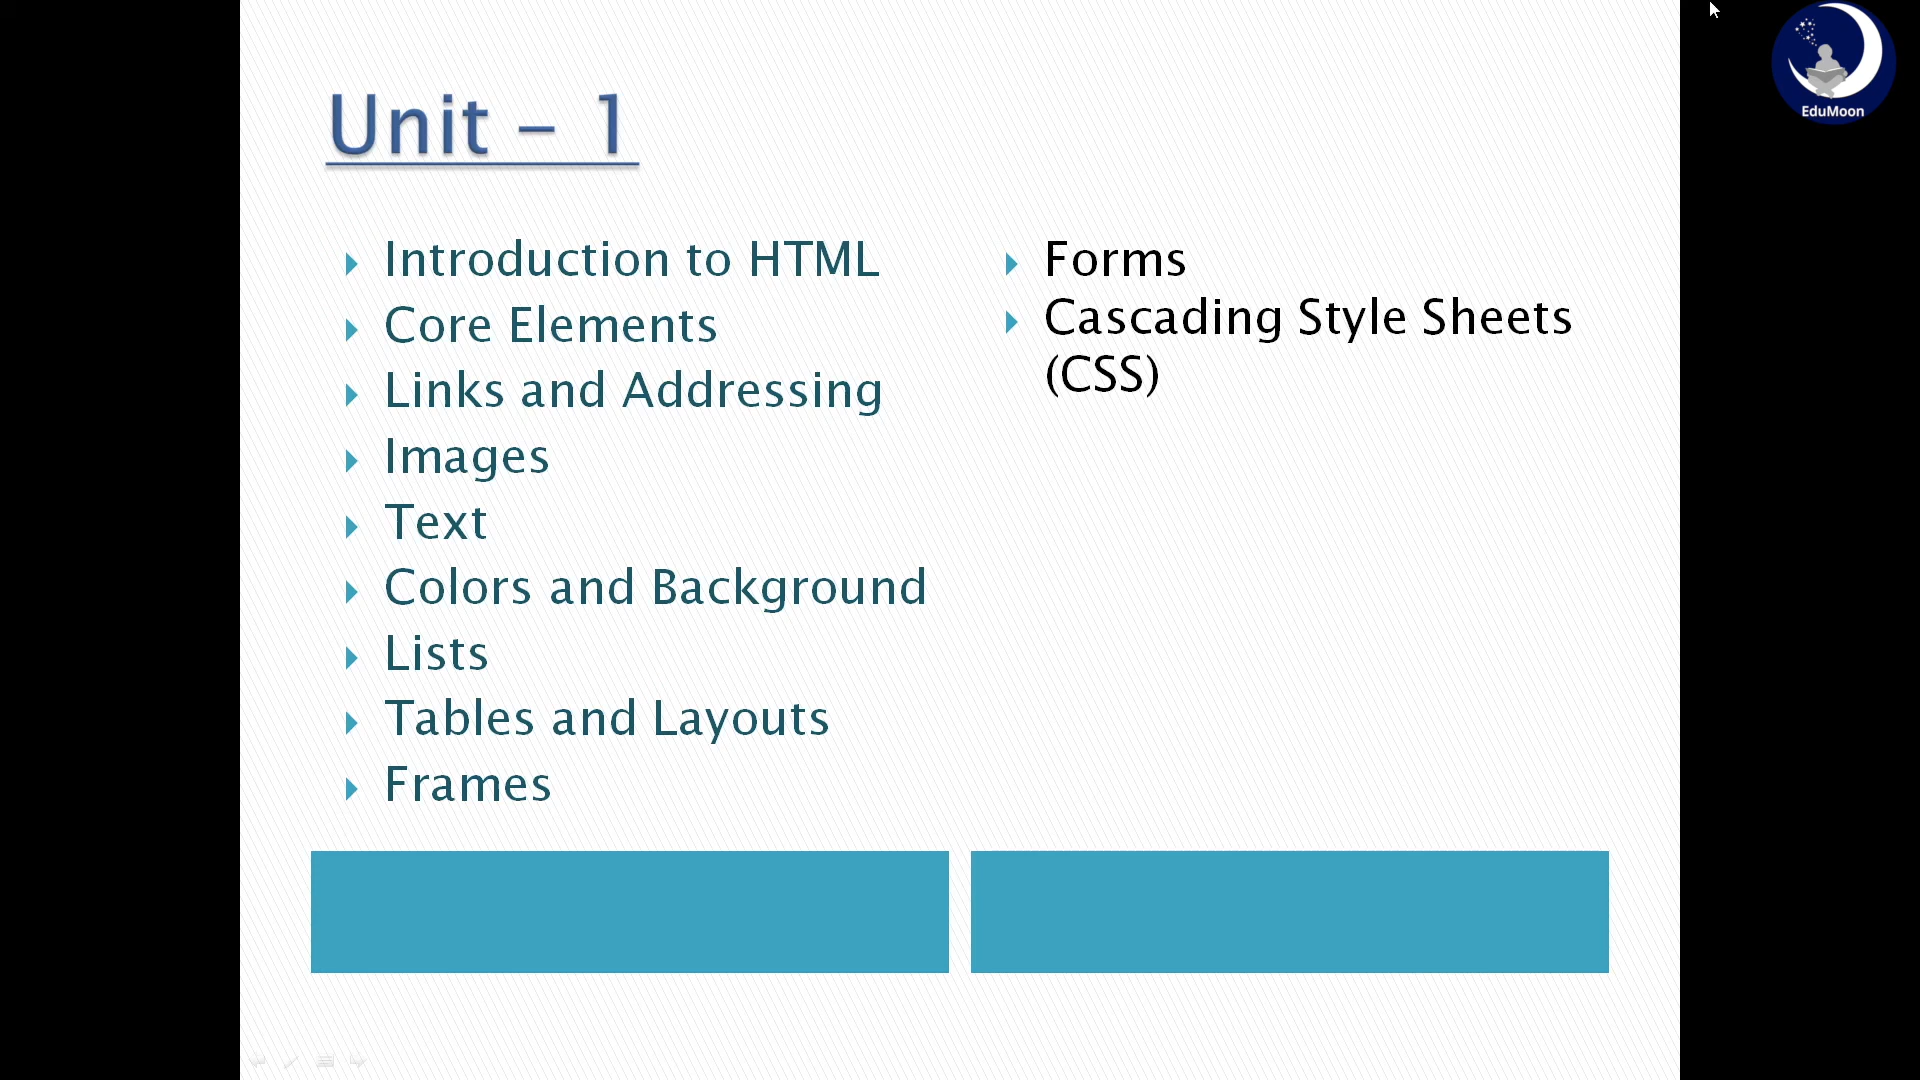 Unit – 1
Introduction to HTML
Core Elements
Links and Addressing
Images
Text
Colors and Background
Lists
Tables and Layouts
Frames
Forms
Cascading Style Sheets
(CSS)
EduMoon